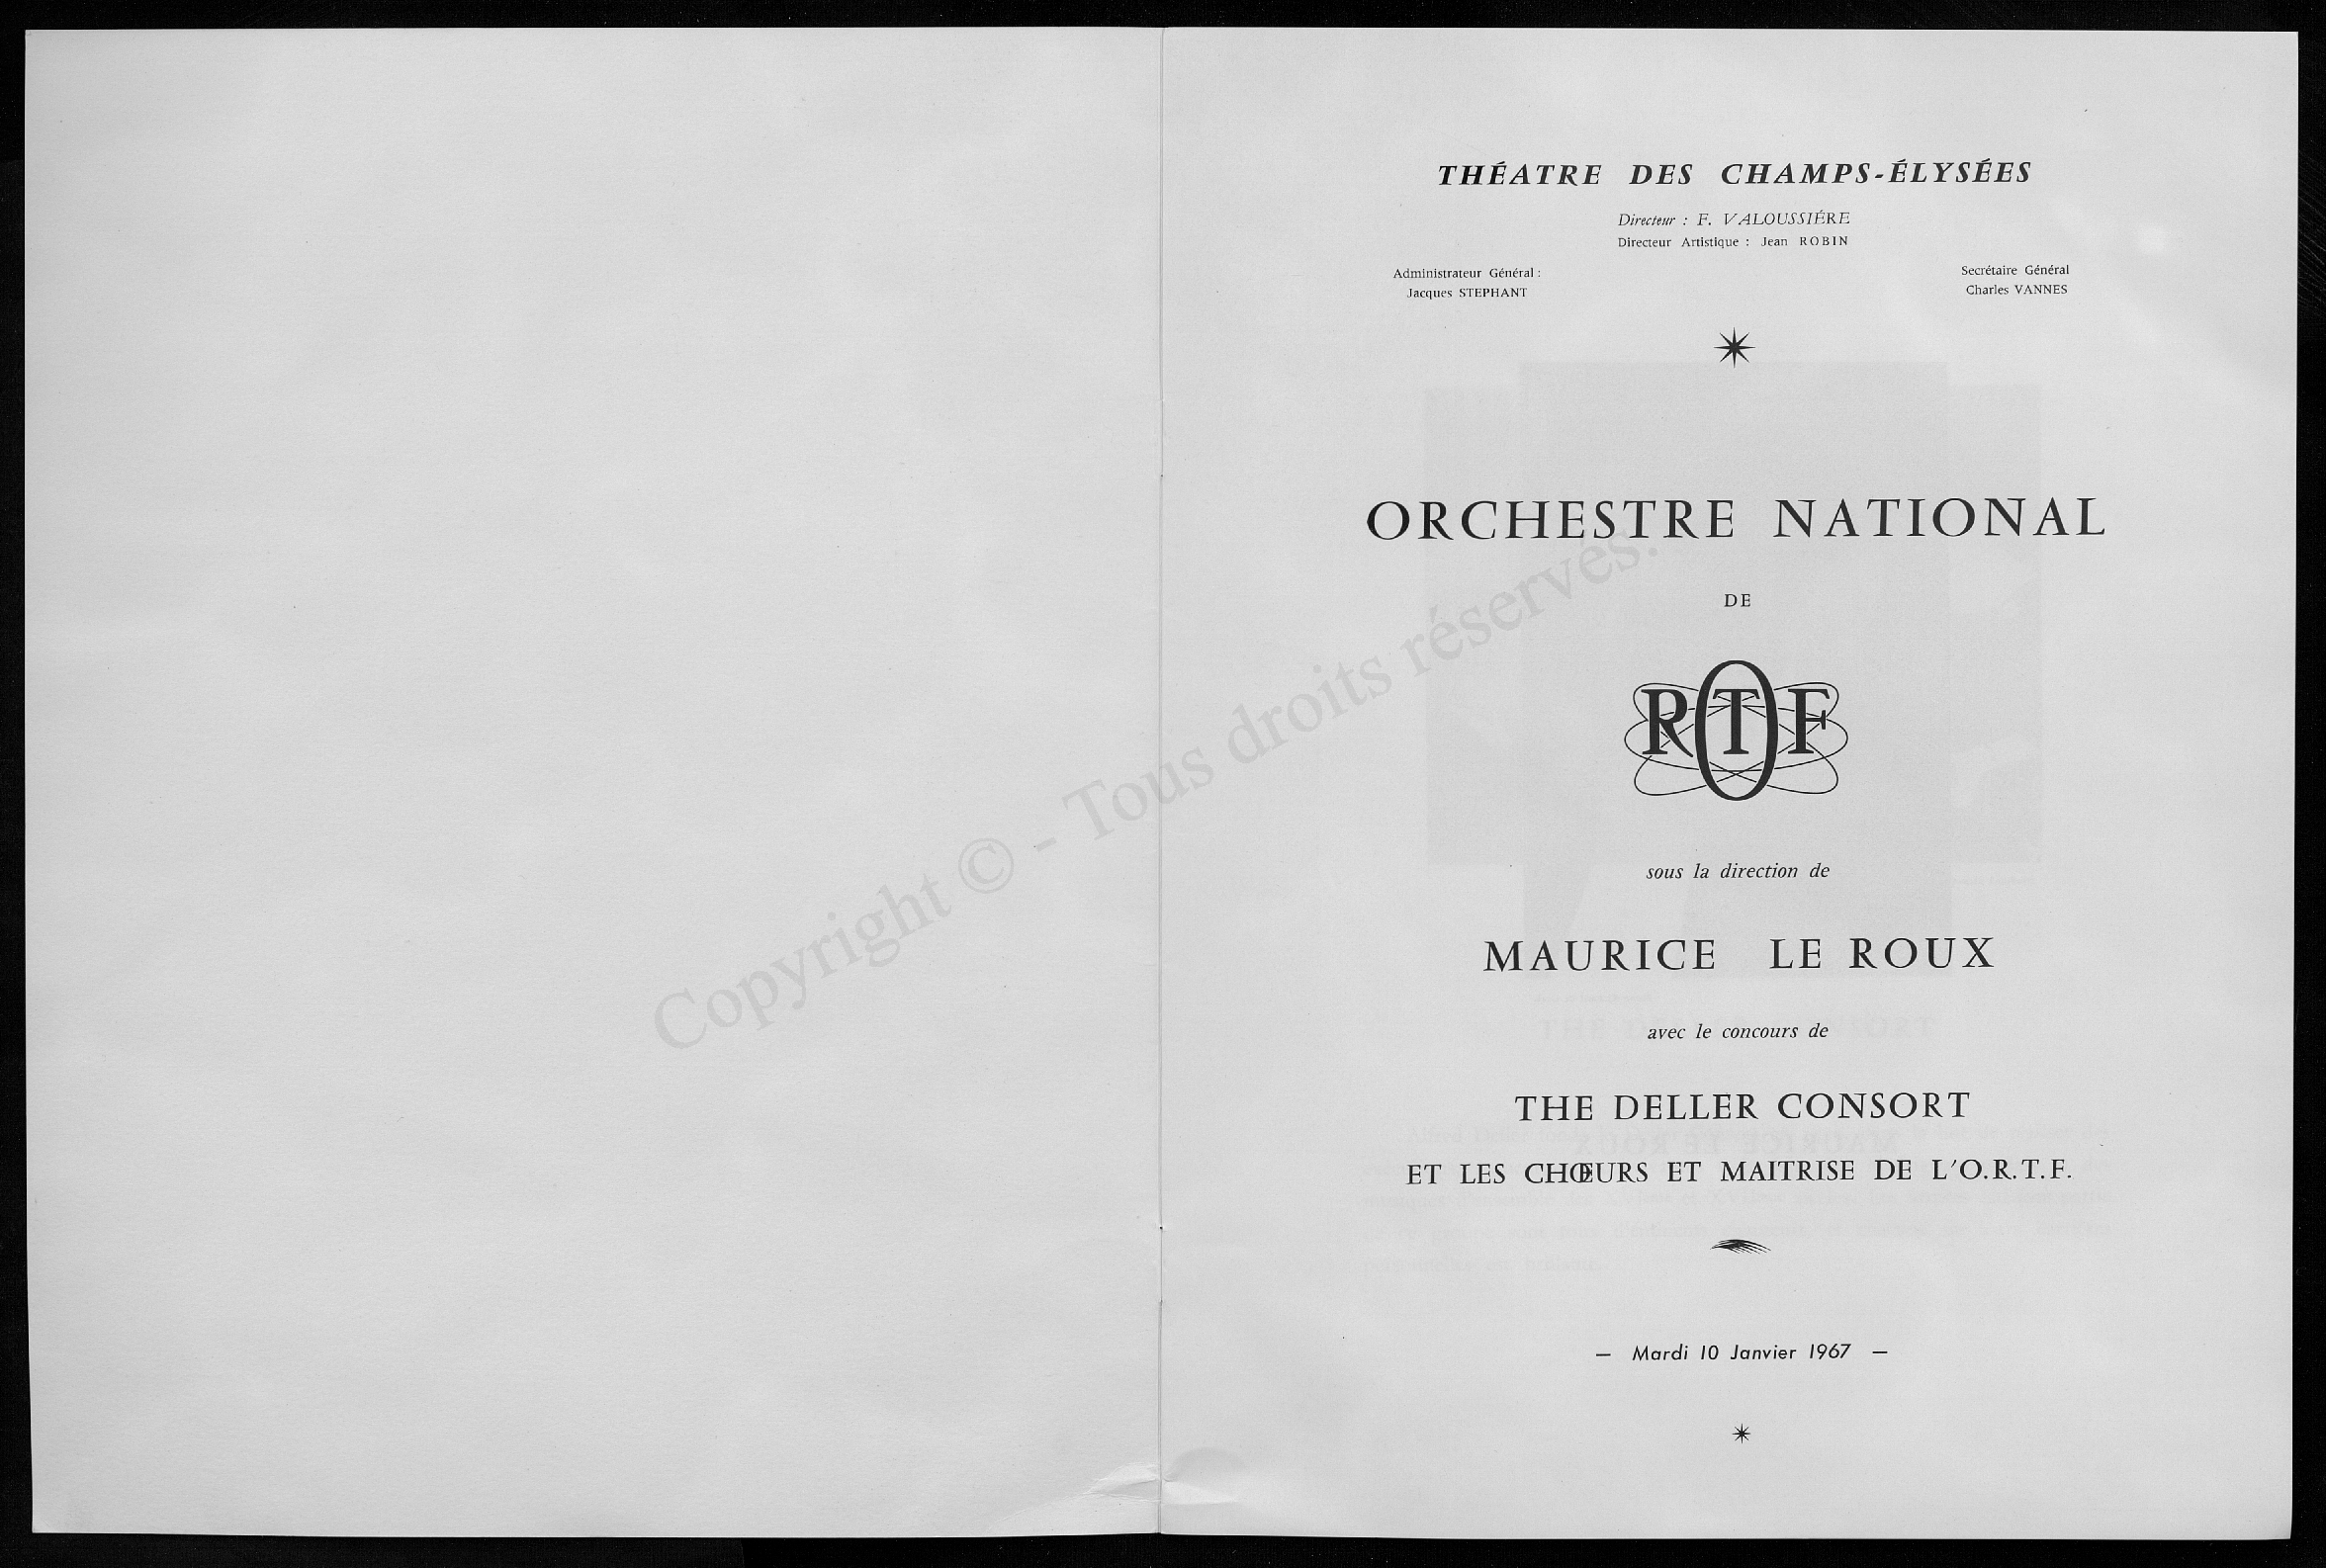 THÉATRE DES CHAMPS-ÉLYSÉES
Directeur : F. VALOUSSIÉRE
Directeur Artistique : Jean ROBIN
Administrateur Général :
Jacques STEPHANT
Secrétaire Général
Charles VANNES
ORCHESTRE NATIONAL
DE
RTF
O
sous la direction de
MAURICE LE ROUX
avec le concours de
THE DELLER CONSORT
ET LES CHŒURS ET MAITRISE DE L'O.R.T.F.
— Mardi 10 Janvier 1967 —
Copyright © - Tous droits réservés.